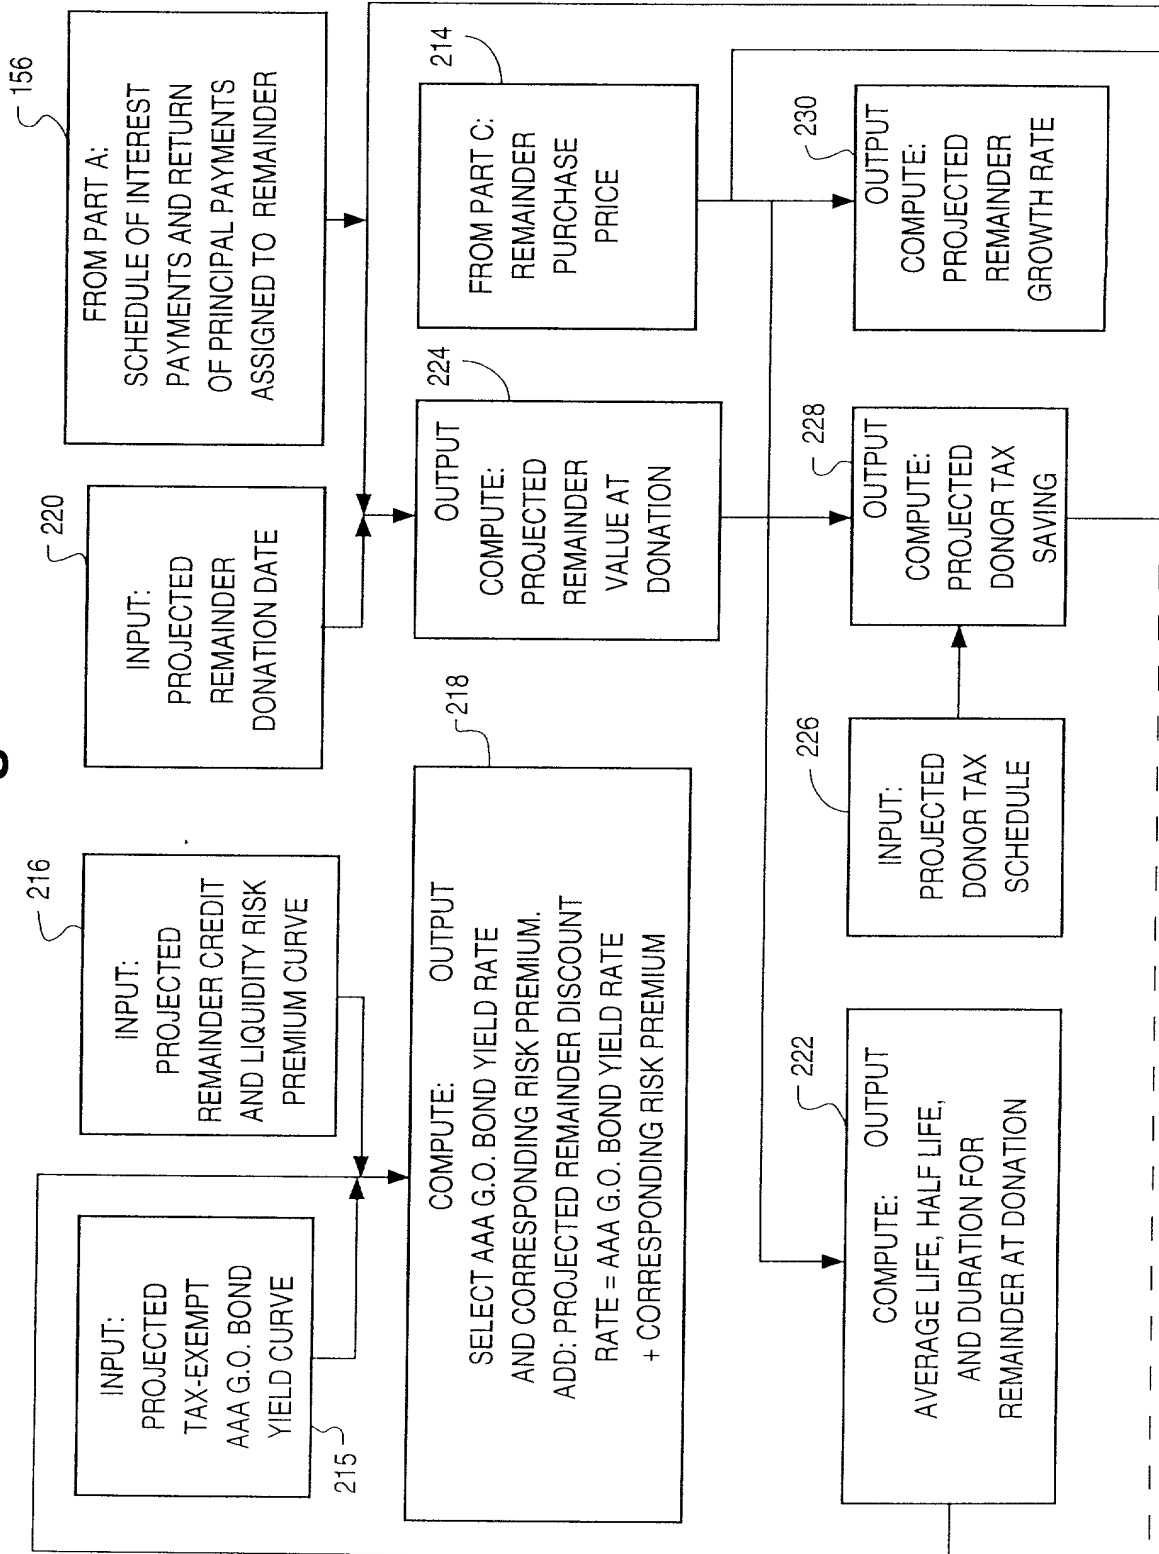 215
INPUT:
PROJECTED
TAX-EXEMPT
AAA G.O. BOND
YIELD CURVE
216
INPUT:
PROJECTED
REMAINDER CREDIT
AND LIQUIDITY RISK
PREMIUM CURVE
220
INPUT:
PROJECTED
REMAINDER
DONATION DATE
156
FROM PART A:
SCHEDULE OF INTEREST
PAYMENTS AND RETURN
OF PRINCIPAL PAYMENTS
ASSIGNED TO REMAINDER
218
COMPUTE: OUTPUT
SELECT AAA G.O. BOND YIELD RATE
AND CORRESPONDING RISK PREMIUM.
ADD: PROJECTED REMAINDER DISCOUNT
RATE = AAA G.O. BOND YIELD RATE
+ CORRESPONDING RISK PREMIUM
224
OUTPUT
COMPUTE:
PROJECTED
REMAINDER
VALUE AT
DONATION
214
FROM PART C:
REMAINDER
PURCHASE
PRICE
222
COMPUTE: OUTPUT
AVERAGE LIFE, HALF LIFE,
AND DURATION FOR
REMAINDER AT DONATION
226
INPUT:
PROJECTED
DONOR TAX
SCHEDULE
228
OUTPUT
COMPUTE:
PROJECTED
DONOR TAX
SAVING
230
OUTPUT
COMPUTE:
PROJECTED
REMAINDER
GROWTH RATE